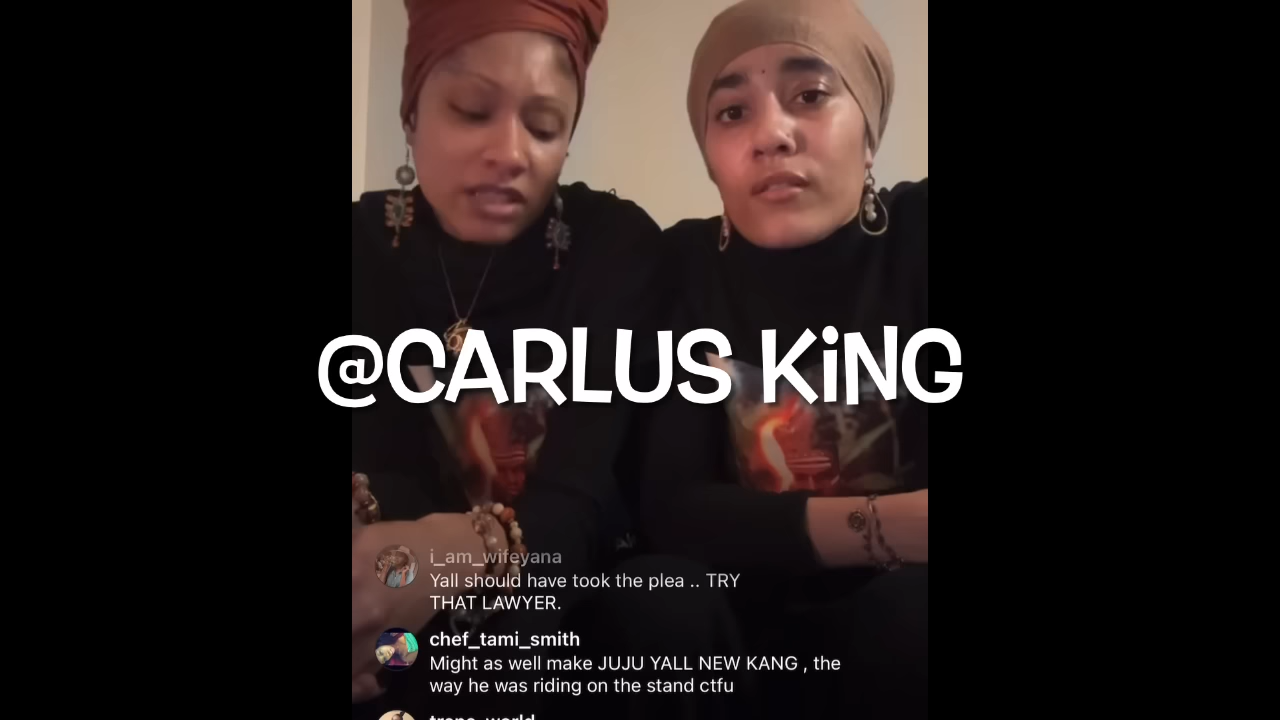 @CARLUS KiNG
i_am_wifeyana
Yall should have took the plea .. TRY
THAT LAWYER.
chef_tami_smith
Might as well make JUJU YALL NEW KANG , the
way he was riding on the stand ctfu